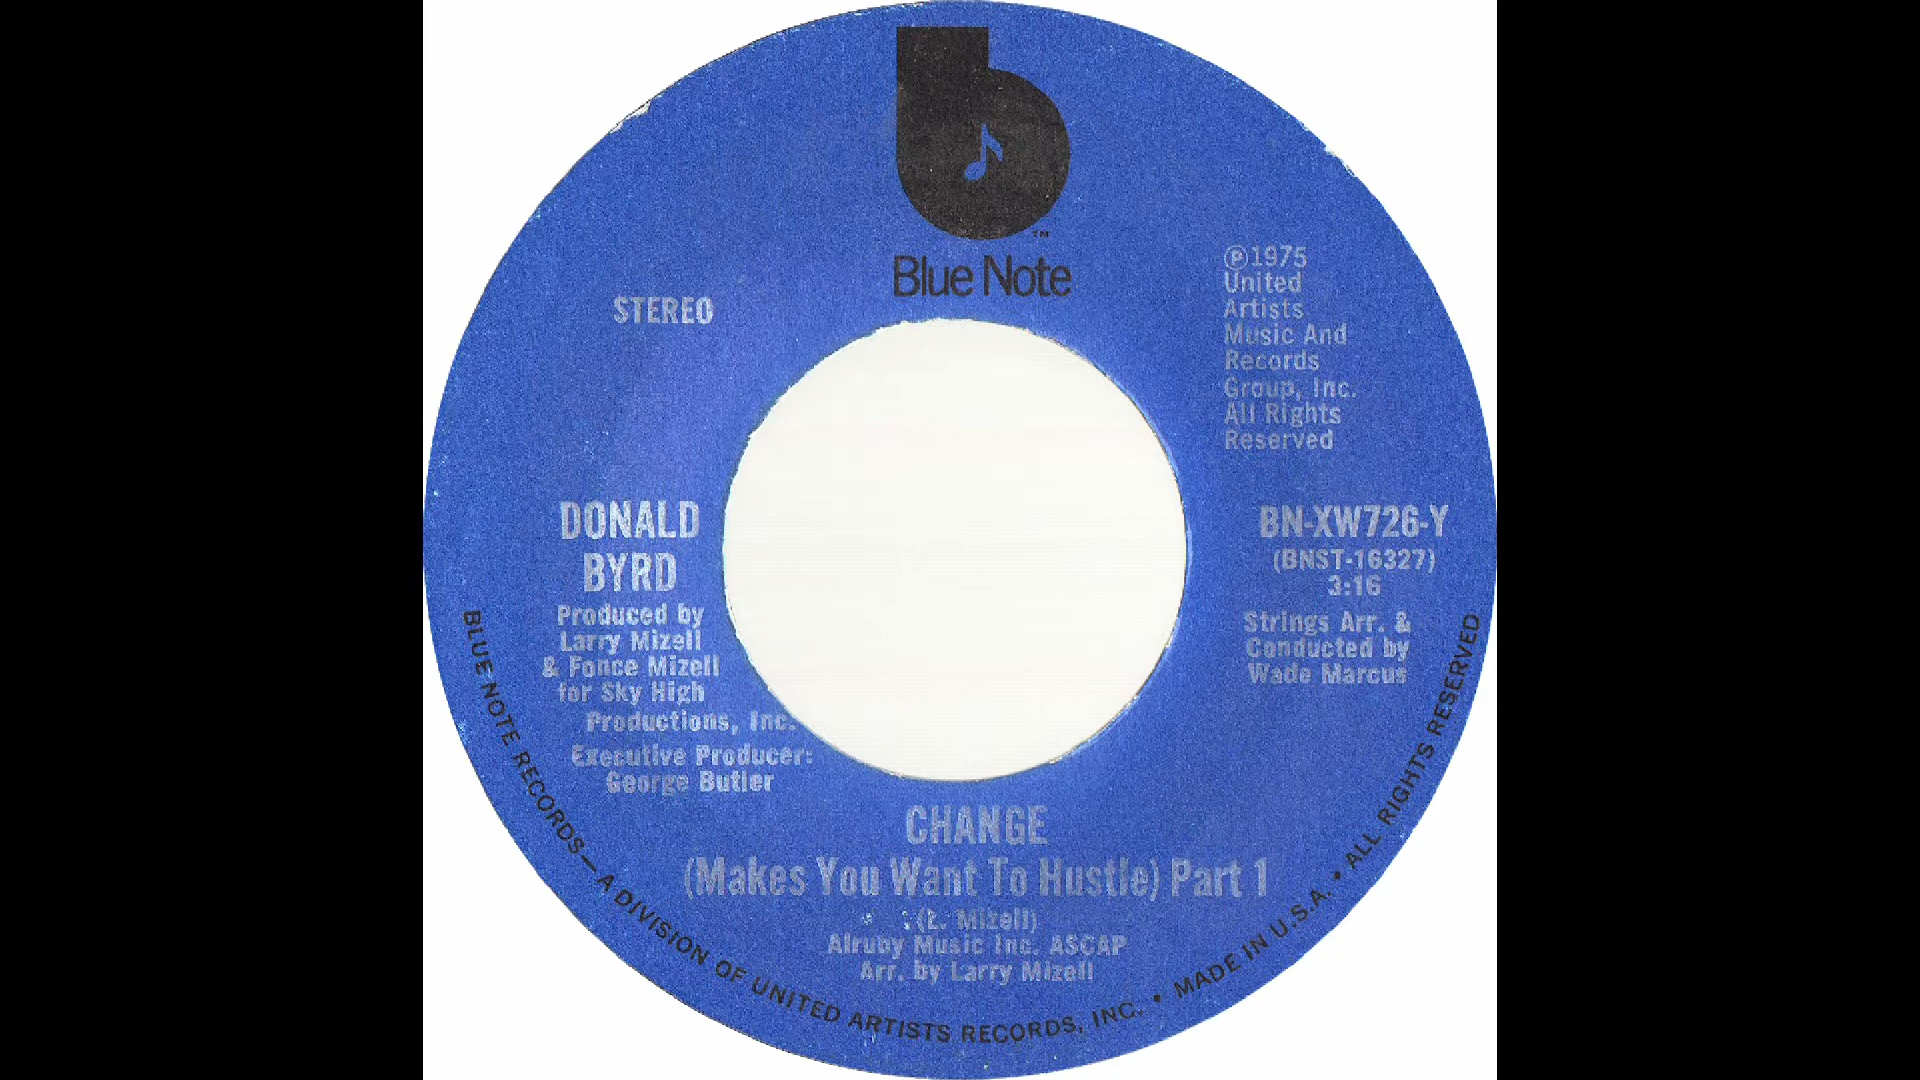 TM
Blue Note
STEREO
℗1975
United
Artists
Music And
Records
Group, Inc.
All Rights
Reserved
DONALD
BYRD
Produced by
Larry Mizell
& Fonce Mizell
for Sky High
Productions, Inc.
Executive Producer:
George Butler
BN-XW726-Y
(BNST-16327)
3:16
Strings Arr. &
Conducted by
Wade Marcus
CHANGE
(Makes You Want To Hustle) Part 1
(L. Mizell)
Alruby Music Inc. ASCAP
Arr. by Larry Mizell
BLUE NOTE RECORDS—A DIVISION OF UNITED ARTISTS RECORDS, INC. • MADE IN U.S.A. • ALL RIGHTS RESERVED